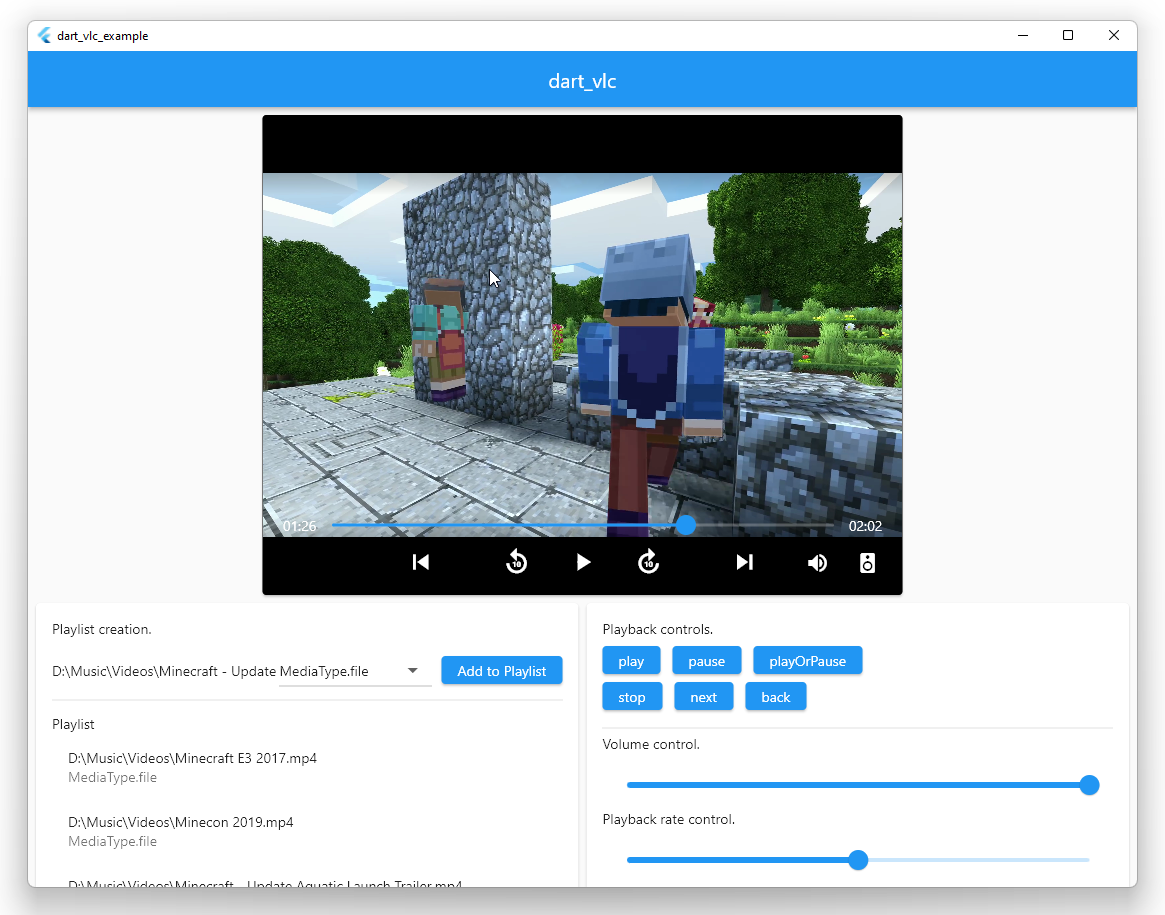 dart_vlc_example
dart_vlc
01:26
02:02
10
10
Playlist creation.
D:\Music\Videos\Minecraft - Update MediaType.file
Add to Playlist
Playlist
D:\Music\Videos\Minecraft E3 2017.mp4
MediaType.file
D:\Music\Videos\Minecon 2019.mp4
MediaType.file
D:\Music\Videos\Minecraft - Update Aquatic Launch Trailer.mp4
Playback controls.
play pause playOrPause
stop next back
Volume control.
Playback rate control.